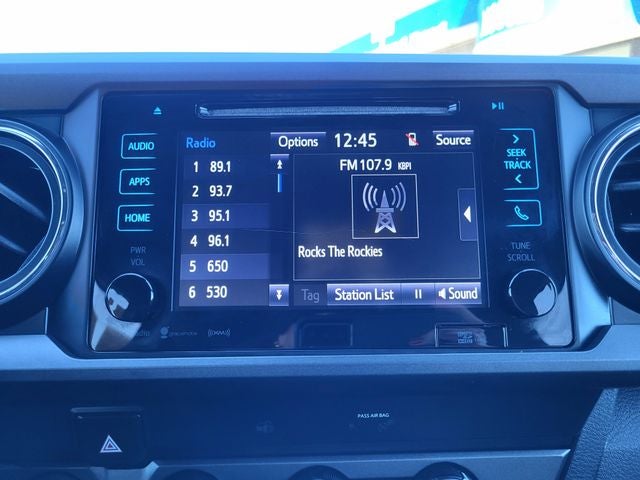 AUDIO
APPS
HOME
PWR
VOL
Radio
Options
12:45
Source
1 89.1
2 93.7
3 95.1
4 96.1
5 650
6 530
FM 107.9 KBPI
Rocks The Rockies
Tag
Station List
Sound
SEEK
TRACK
TUNE
SCROLL
gracenote
((XM))
PASS AIR BAG